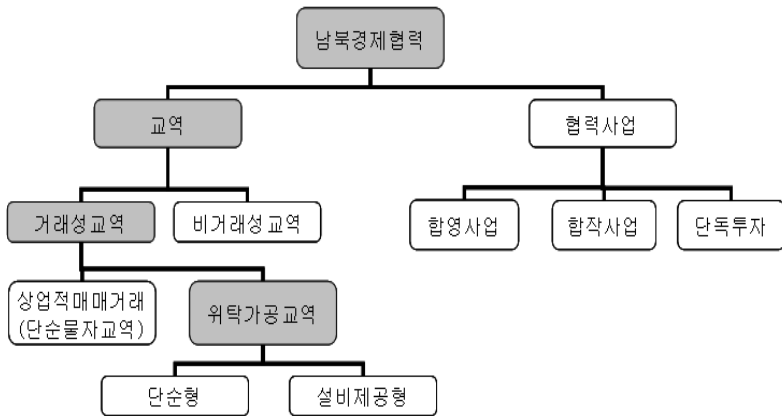 남북경제협력
교역
협력사업
거래성교역
비거래성교역
합영사업
합작사업
단독투자
상업적매매거래
(단순물자교역)
위탁가공교역
단순형
설비제공형